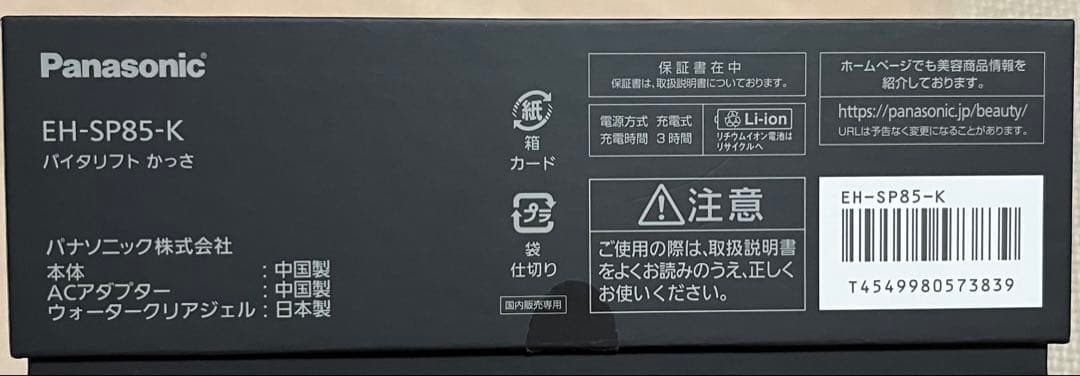 Panasonic
EH-SP85-K
バイタリフト かっさ
パナソニック株式会社
本体 : 中国製
ACアダプター : 中国製
ウォータークリアジェル : 日本製
紙
箱
カード
プラ
袋
仕切り
国内販売専用
保証書在中
保証書は、取扱説明書についております。
電源方式 充電式
充電時間 3時間
Li-ion
リチウムイオン電池は
リサイクルへ
注意
ご使用の際は、取扱説明書
をよくお読みのうえ、正しく
お使いください。
ホームページでも美容商品情報を
紹介しております。
https://panasonic.jp/beauty/
URLは予告なく変更になることがあります。
EH-SP85-K
T4549980573839